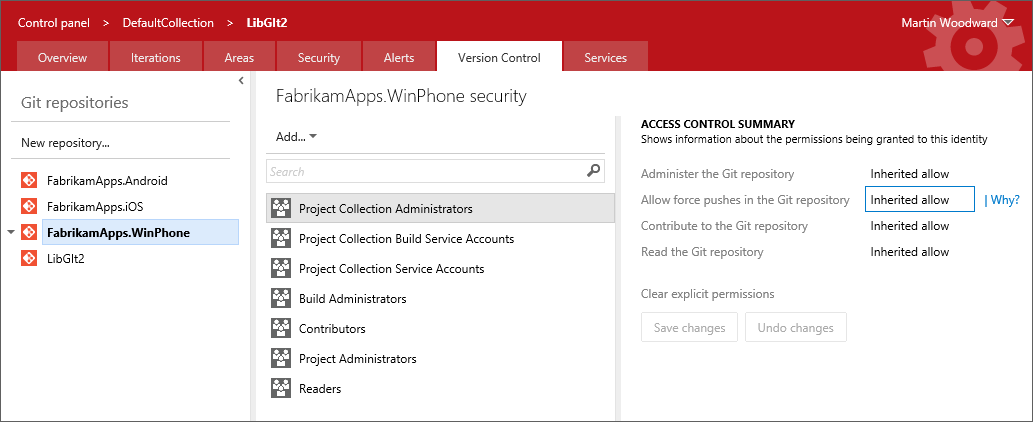 Control panel > DefaultCollection > LibGIt2
Martin Woodward
Overview Iterations Areas Security Alerts Version Control Services
Git repositories
New repository...
FabrikamApps.Android
FabrikamApps.iOS
FabrikamApps.WinPhone
LibGIt2
FabrikamApps.WinPhone security
Add...
Search
Project Collection Administrators
Project Collection Build Service Accounts
Project Collection Service Accounts
Build Administrators
Contributors
Project Administrators
Readers
ACCESS CONTROL SUMMARY
Shows information about the permissions being granted to this identity
Administer the Git repository Inherited allow
Allow force pushes in the Git repository Inherited allow | Why?
Contribute to the Git repository Inherited allow
Read the Git repository Inherited allow
Clear explicit permissions
Save changes Undo changes